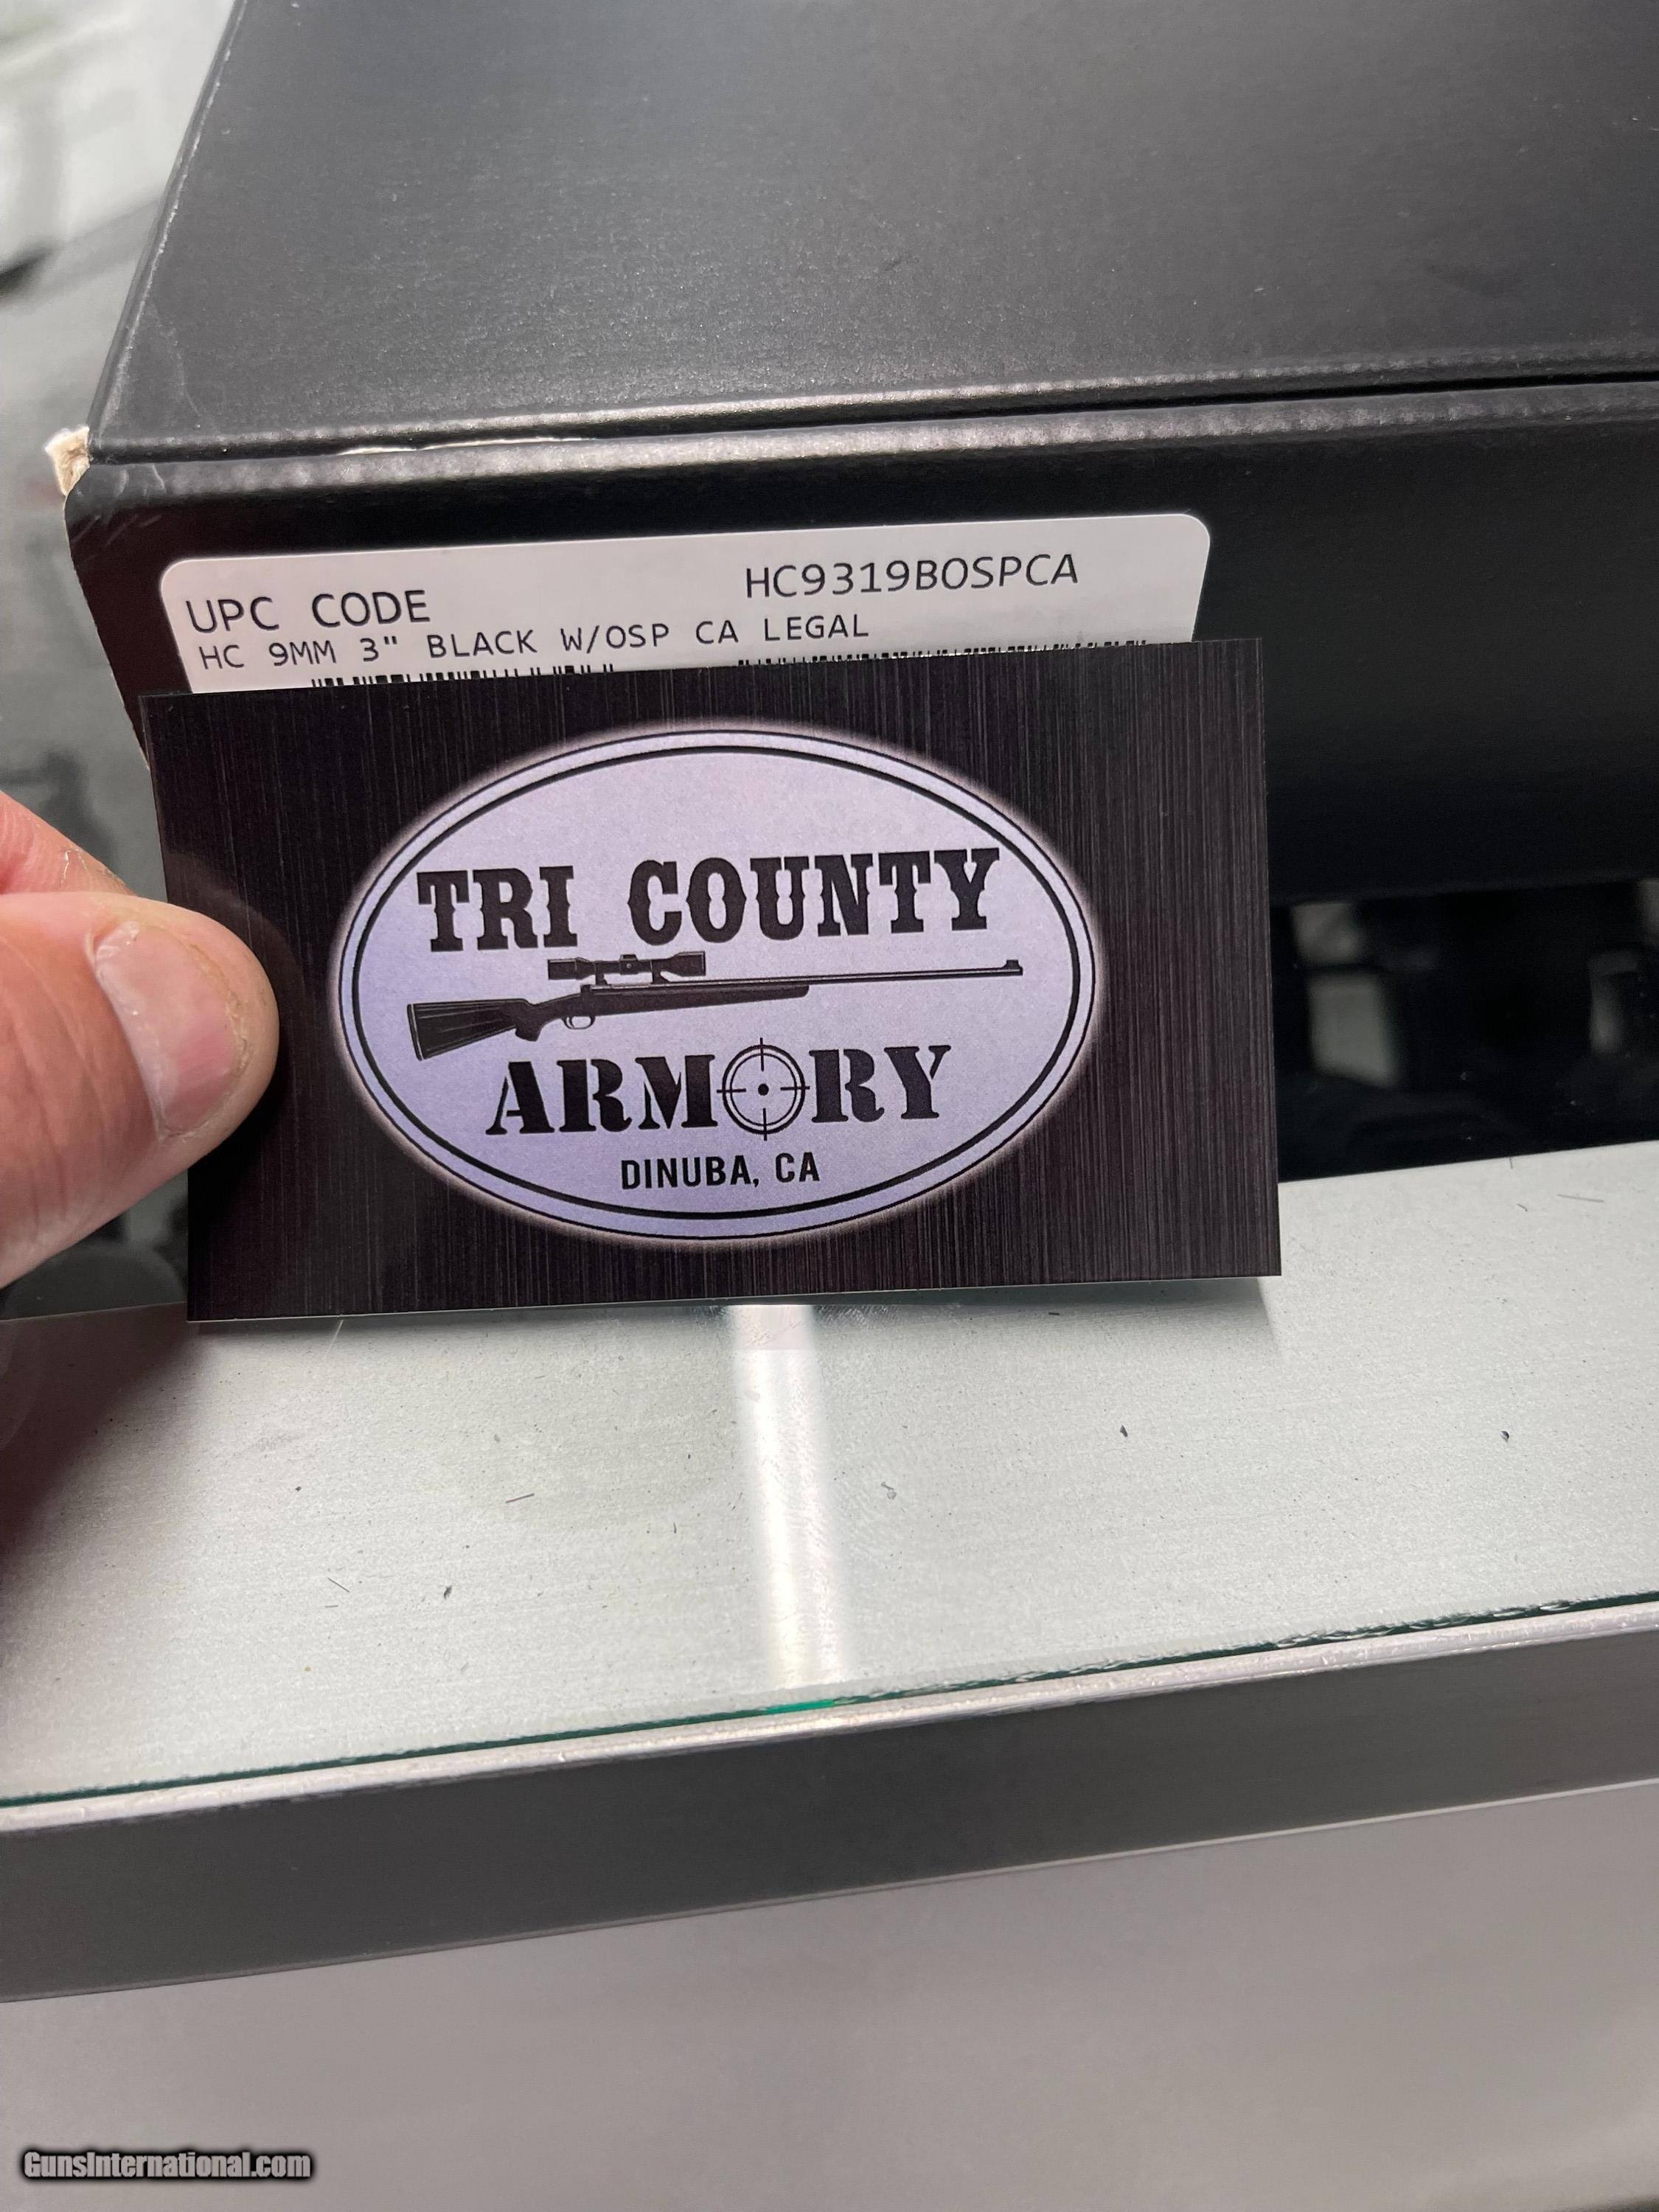 UPC CODE HC9319BOSPCA
HC 9MM 3" BLACK W/OSP CA LEGAL
TRI COUNTY
ARMORY
DINUBA, CA
GunsInternational.com